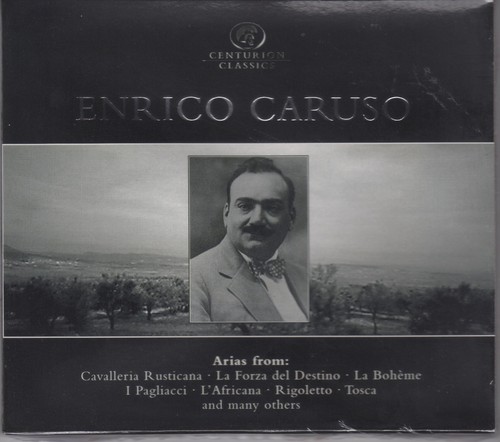 CENTURION
CLASSICS
ENRICO CARUSO
Arias from:
Cavalleria Rusticana · La Forza del Destino · La Bohème
I Pagliacci · L'Africana · Rigoletto · Tosca
and many others